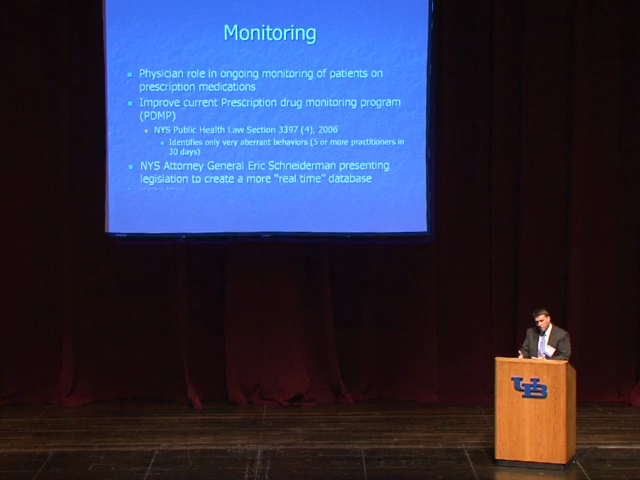 Monitoring
Physician role in ongoing monitoring of patients on
prescription medications
Improve current Prescription drug monitoring program
(PDMP)
NYS Public Health Law Section 3397 (4), 2006
Identifies only very aberrant behaviors (5 or more practitioners in
30 days)
NYS Attorney General Eric Schneiderman presenting
legislation to create a more "real time" database
UB